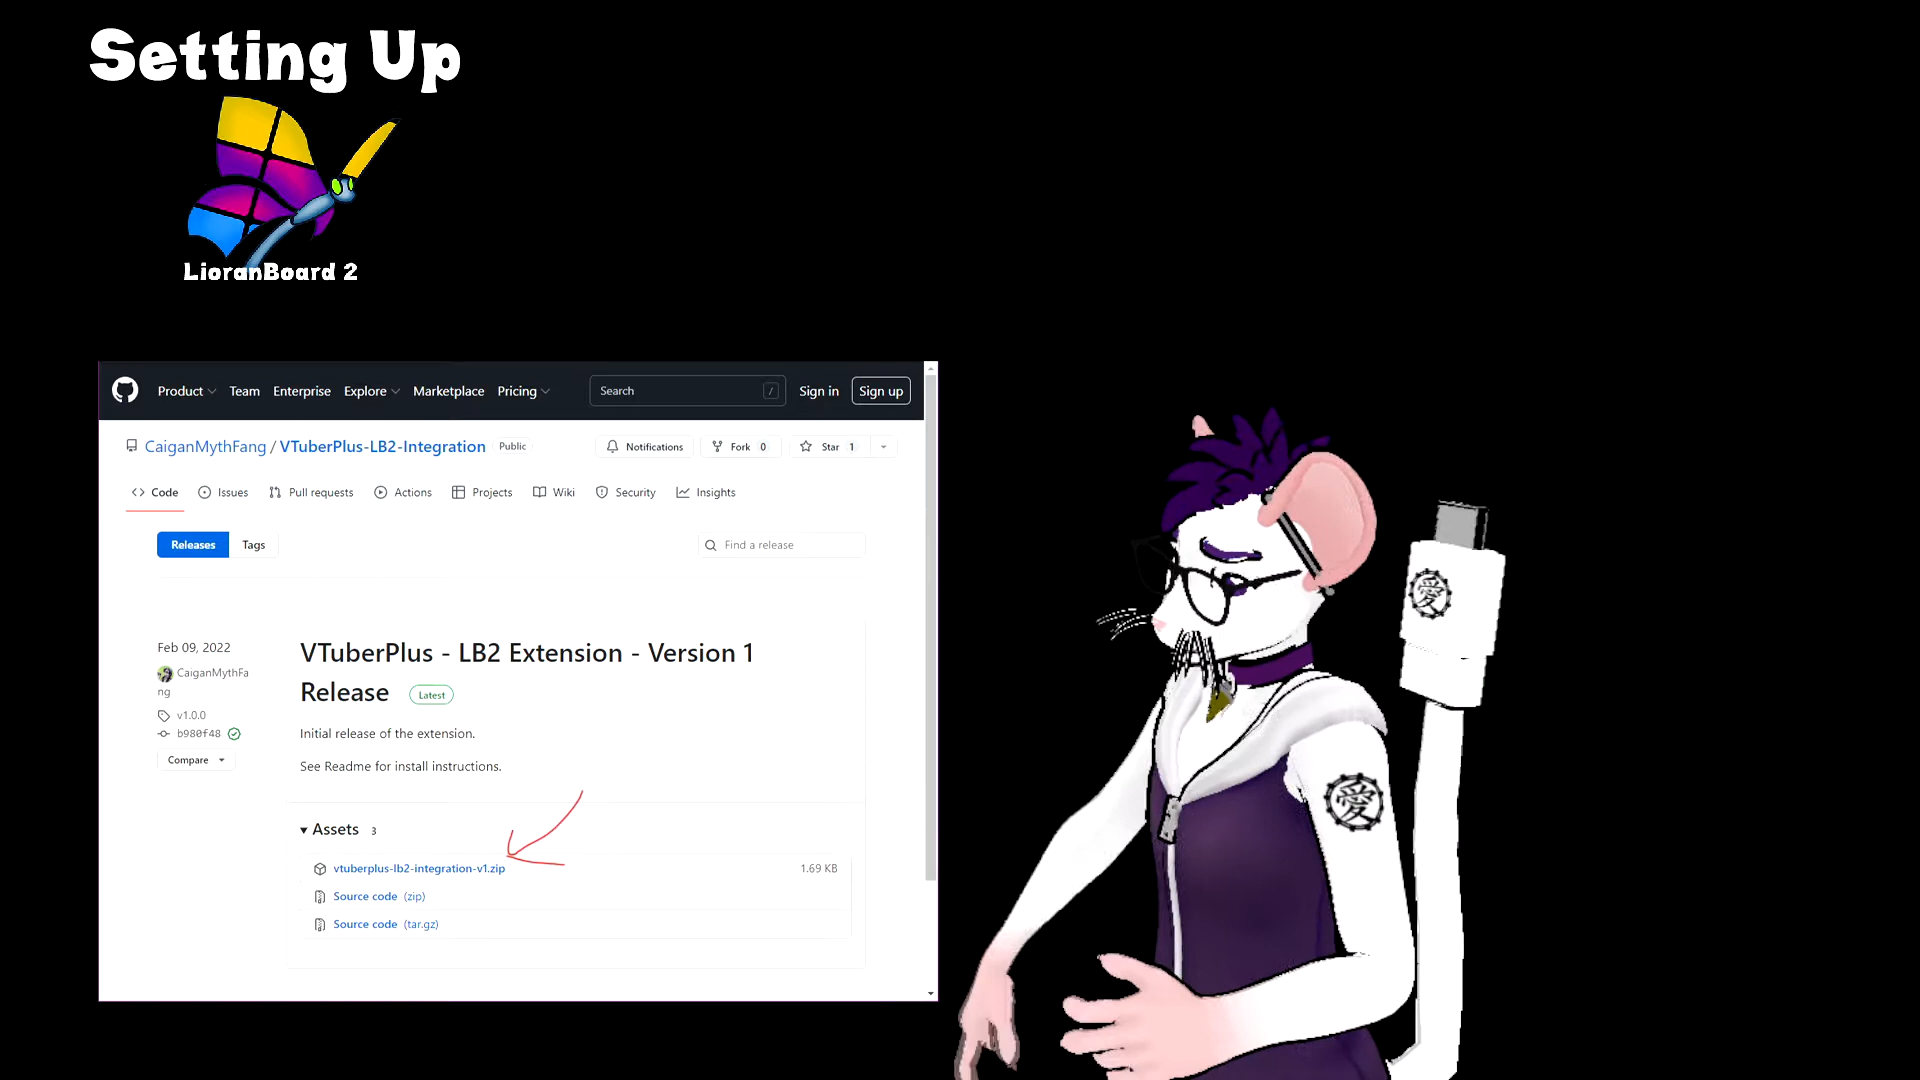 Setting Up
LioranBoard 2
Product Team Enterprise Explore Marketplace Pricing Search / Sign in Sign up
CaiganMythFang / VTuberPlus-LB2-Integration Public Notifications Fork 0 Star 1
Code Issues Pull requests Actions Projects Wiki Security Insights
Releases Tags Find a release
Feb 09, 2022
CaiganMythFa
ng
v1.0.0
b980f48
Compare
VTuberPlus - LB2 Extension - Version 1
Release Latest
Initial release of the extension.
See Readme for install instructions.
Assets 3
vtuberplus-lb2-integration-v1.zip 1.69 KB
Source code (zip)
Source code (tar.gz)
愛
愛